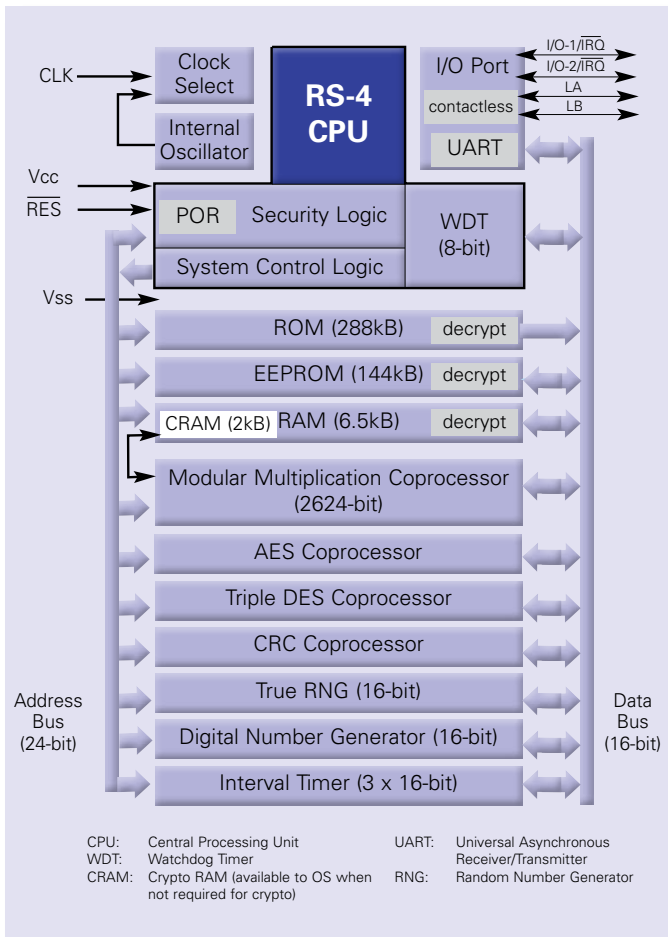 CLK
Clock
Select
Internal
Oscillator
RS-4
CPU
I/O Port
contactless
UART
I/O-1/IRQ
I/O-2/IRQ
LA
LB
Vcc
RES
POR
Security Logic
System Control Logic
WDT
(8-bit)
Vss
ROM (288kB)
decrypt
EEPROM (144kB)
decrypt
CRAM (2kB)
RAM (6.5kB)
decrypt
Modular Multiplication Coprocessor
(2624-bit)
AES Coprocessor
Triple DES Coprocessor
CRC Coprocessor
True RNG (16-bit)
Digital Number Generator (16-bit)
Interval Timer (3 x 16-bit)
Address
Bus
(24-bit)
Data
Bus
(16-bit)
CPU: Central Processing Unit
WDT: Watchdog Timer
CRAM: Crypto RAM (available to OS when
not required for crypto)
UART: Universal Asynchronous
Receiver/Transmitter
RNG: Random Number Generator